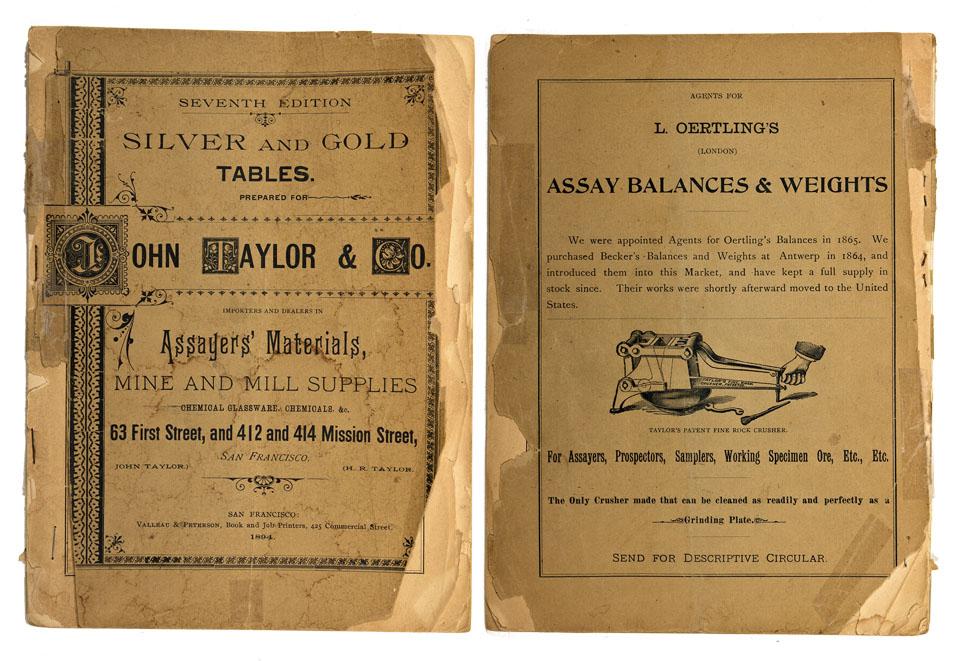 SEVENTH EDITION
SILVER AND GOLD
TABLES.
PREPARED FOR
JOHN TAYLOR & CO.
IMPORTERS AND DEALERS IN
Assayers' Materials,
MINE AND MILL SUPPLIES
CHEMICAL GLASSWARE, CHEMICALS, &c.
63 First Street, and 412 and 414 Mission Street,
SAN FRANCISCO.
JOHN TAYLOR.) (H. R. TAYLOR.
SAN FRANCISCO:
VALLEAU & PETERSON, Book and Job Printers, 425 Commercial Street.
1894.
AGENTS FOR
L. OERTLING'S
(LONDON)
ASSAY BALANCES & WEIGHTS
We were appointed Agents for Oertling's Balances in 1865. We
purchased Becker's Balances and Weights at Antwerp in 1864, and
introduced them into this Market, and have kept a full supply in
stock since. Their works were shortly afterward moved to the United
States.
TAYLOR'S PATENT FINE ROCK CRUSHER.
For Assayers, Prospectors, Samplers, Working Specimen Ore, Etc., Etc.
The Only Crusher made that can be cleaned as readily and perfectly as a
Grinding Plate.
SEND FOR DESCRIPTIVE CIRCULAR.